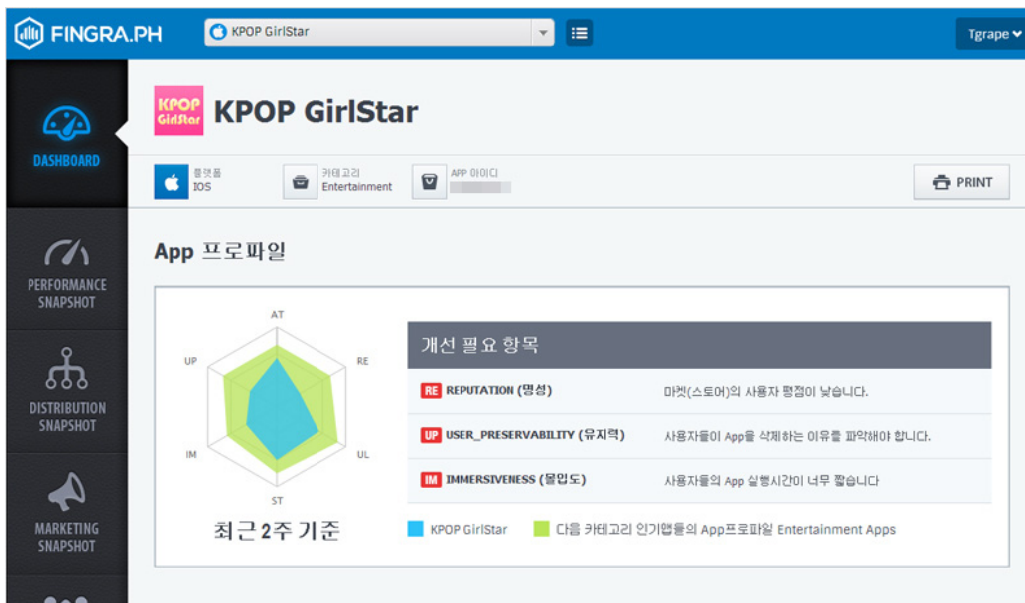 FINGRA.PH
KPOP GirlStar
Tgrape
KPOP
GirlStar
KPOP GirlStar
DASHBOARD
플랫폼
IOS
카테고리
Entertainment
APP 아이디
PRINT
App 프로파일
PERFORMANCE
SNAPSHOT
DISTRIBUTION
SNAPSHOT
MARKETING
SNAPSHOT
AT
UP
RE
IM
UL
ST
최근 2주 기준
개선 필요 항목
RE REPUTATION (명성) 마켓(스토어)의 사용자 평점이 낮습니다.
UP USER_PRESERVABILITY (유지력) 사용자들이 App을 삭제하는 이유를 파악해야 합니다.
IM IMMERSIVENESS (몰입도) 사용자들의 App 실행시간이 너무 짧습니다
KPOP GirlStar 다음 카테고리 인기앱들의 App프로파일 Entertainment Apps